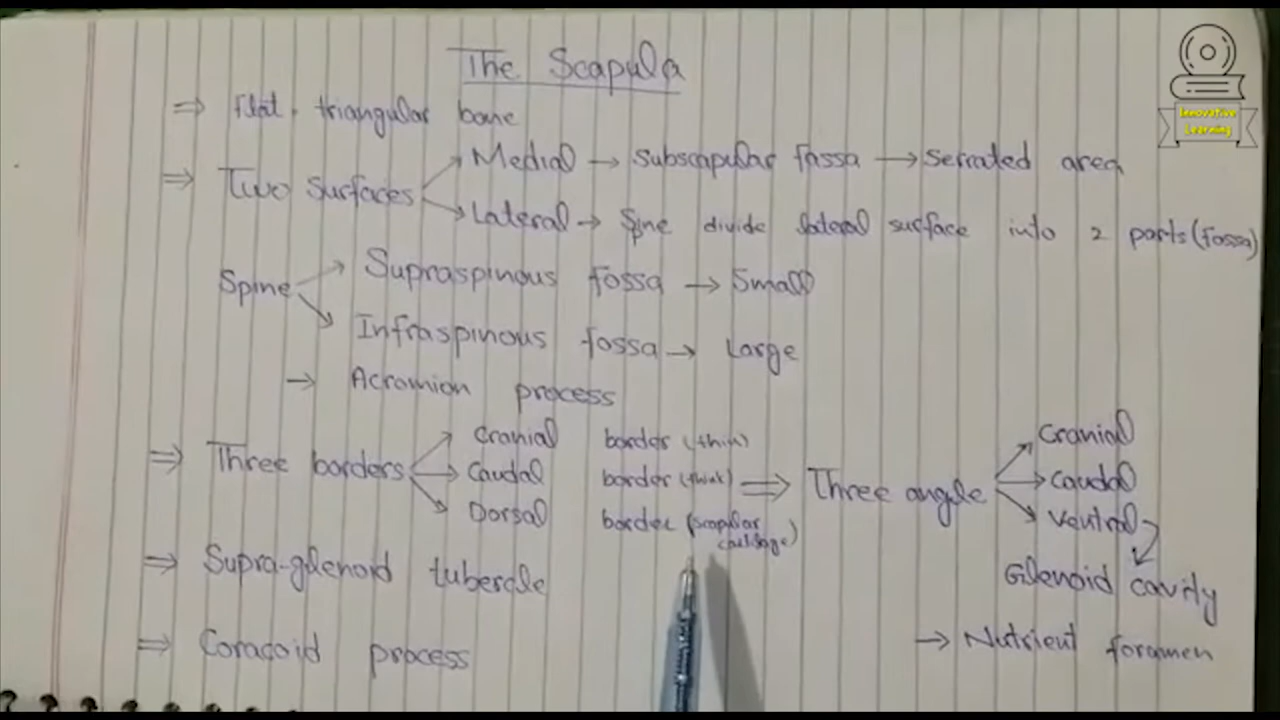 The Scapula
⇒ Flat, triangular bone
⇒ Two Surfaces → Medial → Subscapular fossa → Serrated area
→ Lateral → Spine divide lateral surface into 2 parts (fossa)
Spine → Supraspinous fossa → Small
→ Infraspinous fossa → Large
→ Acromion process
⇒ Three borders → Cranial border (thin)
→ Caudal border (thick)
→ Dorsal border (scapular cartilage)
⇒ Three angle → Cranial
→ Caudal
→ Ventral
Glenoid cavity
⇒ Supra-glenoid tubercle
⇒ Coracoid process
→ Nutrient foramen
Innovative
Learning